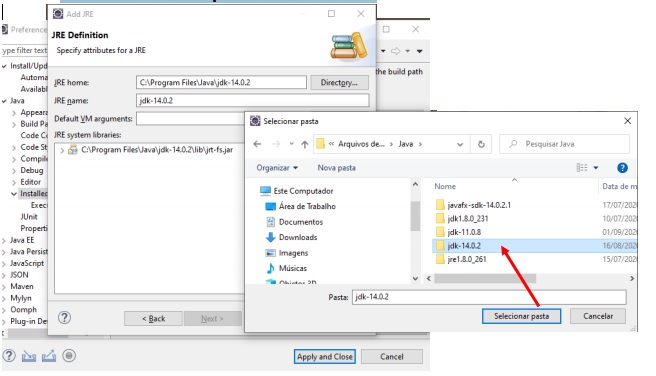 Add JRE
JRE Definition
Specify attributes for a JRE
JRE home:
C:\Program Files\Java\jdk-14.0.2
Directory...
JRE name:
jdk-14.0.2
Default VM arguments:
JRE system libraries:
C:\Program Files\Java\jdk-14.0.2\lib\jrt-fs.jar
< Back
Next >
Preference
ype filter text
Install/Upd
Automa
Availabl
Java
Appeara
Build Pa
Code Co
Code St
Compile
Debug
Editor
Installed
Exec
JUnit
Properti
Java EE
Java Persist
JavaScript
JSON
Maven
Mylyn
Oomph
Plug-in De
the build path
Apply and Close
Cancel
Selecionar pasta
« Arquivos de... > Java >
Pesquisar Java
Organizar
Nova pasta
Este Computador
Área de Trabalho
Documentos
Downloads
Imagens
Músicas
Objetos 3D
Nome
Data de m
javafx-sdk-14.0.2.1
17/07/202
jdk1.8.0_231
10/07/202
jdk-11.0.8
01/09/202
jdk-14.0.2
16/08/202
jre1.8.0_261
15/07/202
Pasta:
jdk-14.0.2
Selecionar pasta
Cancelar